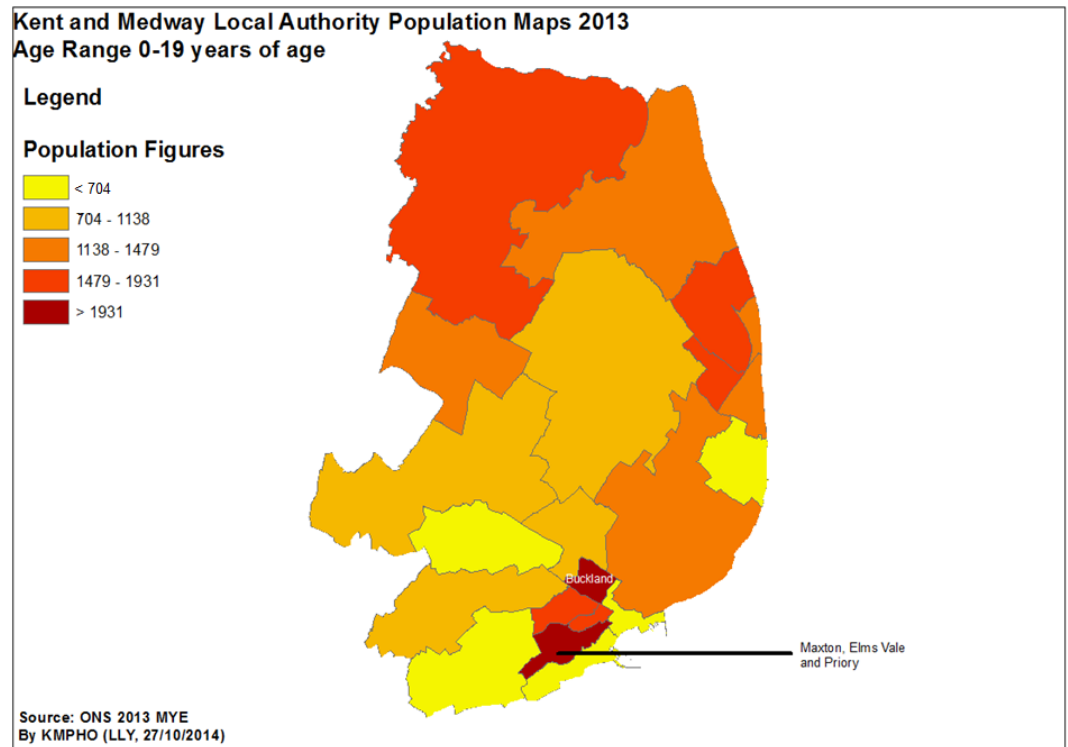 Kent and Medway Local Authority Population Maps 2013
Age Range 0-19 years of age
Legend
Population Figures
< 704
704 - 1138
1138 - 1479
1479 - 1931
> 1931
Buckland
Maxton, Elms Vale
and Priory
Source: ONS 2013 MYE
By KMPHO (LLY, 27/10/2014)